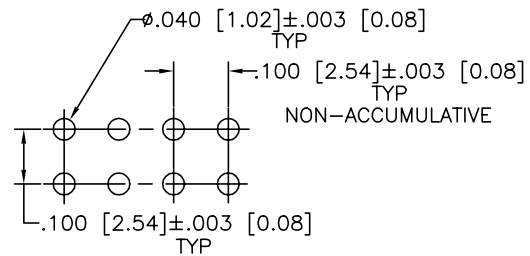 ⌀.040 [1.02]±.003 [0.08]
TYP
.100 [2.54]±.003 [0.08]
TYP
NON-ACCUMULATIVE
.100 [2.54]±.003 [0.08]
TYP